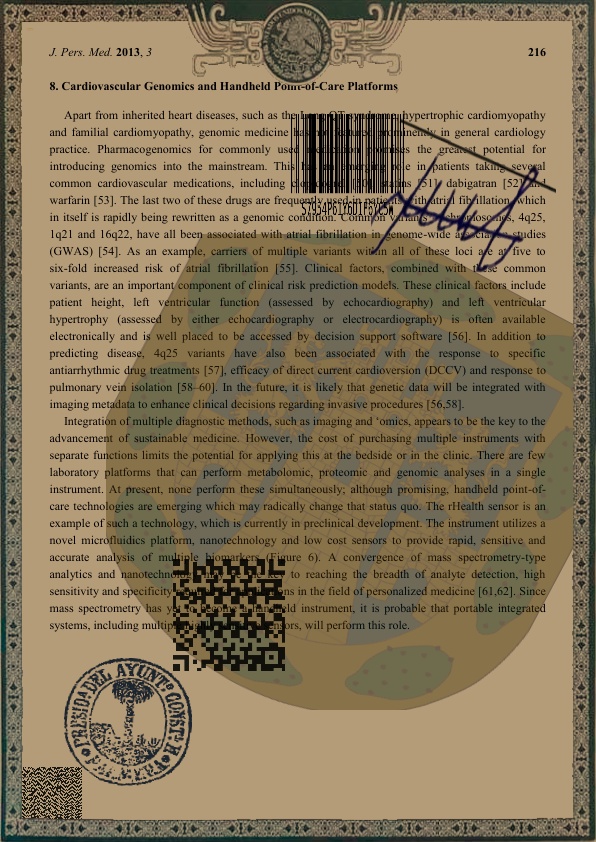 J. Pers. Med. 2013, 3 216
8. Cardiovascular Genomics and Handheld Point-of-Care Platforms
Apart from inherited heart diseases, such as the Long QT syndrome, hypertrophic cardiomyopathy
and familial cardiomyopathy, genomic medicine has not featured prominently in general cardiology
practice. Pharmacogenomics for commonly used medication promises the greatest potential for
introducing genomics into the mainstream. This has an emerging role in patients taking several
common cardiovascular medications, including clopidogrel [50], statins [51], dabigatran [52] and
warfarin [53]. The last two of these drugs are frequently used in patients with atrial fibrillation, which
in itself is rapidly being rewritten as a genomic condition. Common variants at chromosomes, 4q25,
1q21 and 16q22, have all been associated with atrial fibrillation in genome-wide association studies
(GWAS) [54]. As an example, carriers of multiple variants within all of these loci are at five to
six-fold increased risk of atrial fibrillation [55]. Clinical factors, combined with these common
variants, are an important component of clinical risk prediction models. These clinical factors include
patient height, left ventricular function (assessed by echocardiography) and left ventricular
hypertrophy (assessed by either echocardiography or electrocardiography) is often available
electronically and is well placed to be accessed by decision support software [56]. In addition to
predicting disease, 4q25 variants have also been associated with the response to specific
antiarrhythmic drug treatments [57], efficacy of direct current cardioversion (DCCV) and response to
pulmonary vein isolation [58–60]. In the future, it is likely that genetic data will be integrated with
imaging metadata to enhance clinical decisions regarding invasive procedures [56,58].
Integration of multiple diagnostic methods, such as imaging and ‘omics, appears to be the key to the
advancement of sustainable medicine. However, the cost of purchasing multiple instruments with
separate functions limits the potential for applying this at the bedside or in the clinic. There are few
laboratory platforms that can perform metabolomic, proteomic and genomic analyses in a single
instrument. At present, none perform these simultaneously; although promising, handheld point-of-
care technologies are emerging which may radically change that status quo. The rHealth sensor is an
example of such a technology, which is currently in preclinical development. The instrument utilizes a
novel microfluidics platform, nanotechnology and low cost sensors to provide rapid, sensitive and
accurate analysis of multiple biomarkers (Figure 6). A convergence of mass spectrometry-type
analytics and nanotechnology may be the key to reaching the breadth of analyte detection, high
sensitivity and specificity ins in the field of personalized medicine [61,62]. Since
mass spectrometry has yet to become a handheld instrument, it is probable that portable integrated
systems, including multiple sensors, will perform this role.
PRESIDA DEL AYUNTº CONST